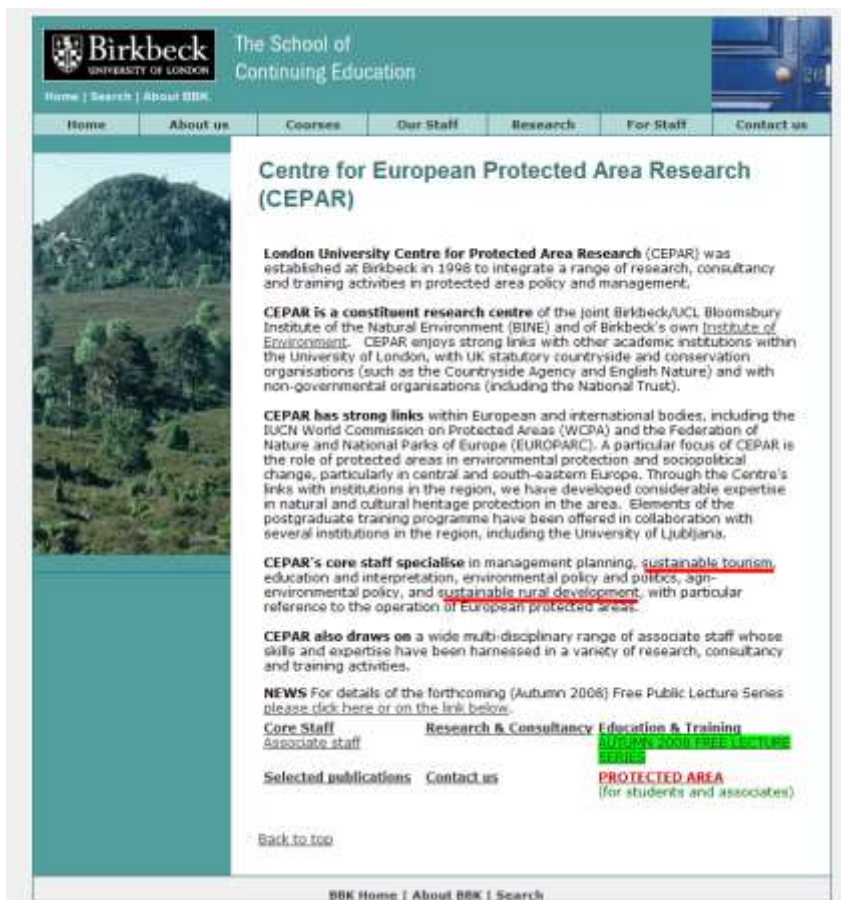 Birkbeck
UNIVERSITY OF LONDON
The School of
Continuing Education
Home | Search | About BBK
Home About us Courses Our Staff Research For Staff Contact us
Centre for European Protected Area Research
(CEPAR)
London University Centre for Protected Area Research (CEPAR) was
established at Birkbeck in 1998 to integrate a range of research, consultancy
and training activities in protected area policy and management.
CEPAR is a constituent research centre of the joint Birkbeck/UCL Bloomsbury
Institute of the Natural Environment (BINE) and of Birkbeck's own Institute of
Environment. CEPAR enjoys strong links with other academic institutions within
the University of London, with UK statutory countryside and conservation
organisations (such as the Countryside Agency and English Nature) and with
non-governmental organisations (including the National Trust).
CEPAR has strong links within European and international bodies, including the
IUCN World Commission on Protected Areas (WCPA) and the Federation of
Nature and National Parks of Europe (EUROPARC). A particular focus of CEPAR is
the role of protected areas in environmental protection and sociopolitical
change, particularly in central and south-eastern Europe. Through the Centre's
links with institutions in the region, we have developed considerable expertise
in natural and cultural heritage protection in the area. Elements of the
postgraduate training programme have been offered in collaboration with
several institutions in the region, including the University of Ljubljana.
CEPAR's core staff specialise in management planning, sustainable tourism,
education and interpretation, environmental policy and politics, agri-
environmental policy, and sustainable rural development, with particular
reference to the operation of European protected areas.
CEPAR also draws on a wide multi-disciplinary range of associate staff whose
skills and expertise have been harnessed in a variety of research, consultancy
and training activities.
NEWS For details of the forthcoming (Autumn 2008) Free Public Lecture Series
please click here or on the link below.
Core Staff Research & Consultancy Education & Training
Associate staff AUTUMN 2008 FREE LECTURE
SERIES
Selected publications Contact us PROTECTED AREA
(for students and associates)
Back to top
BBK Home | About BBK | Search